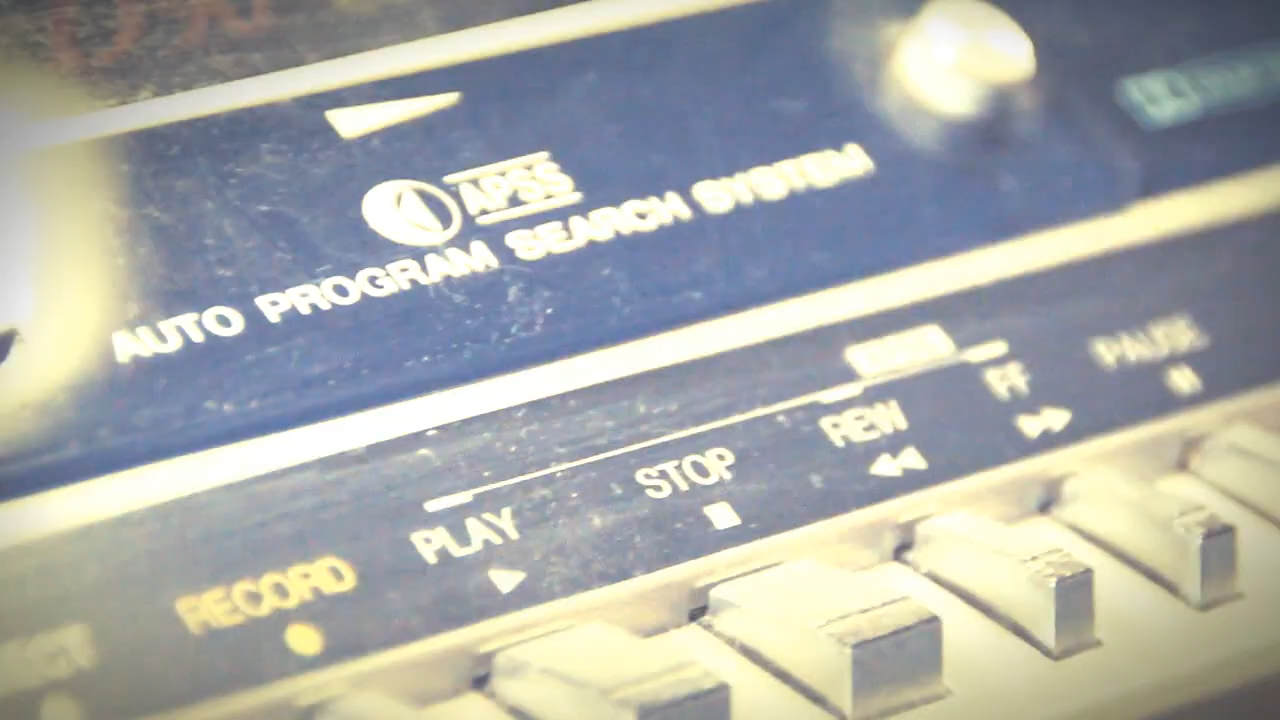 APSS
AUTO PROGRAM SEARCH SYSTEM
RECORD
PLAY
STOP
REW
FF
PAUSE